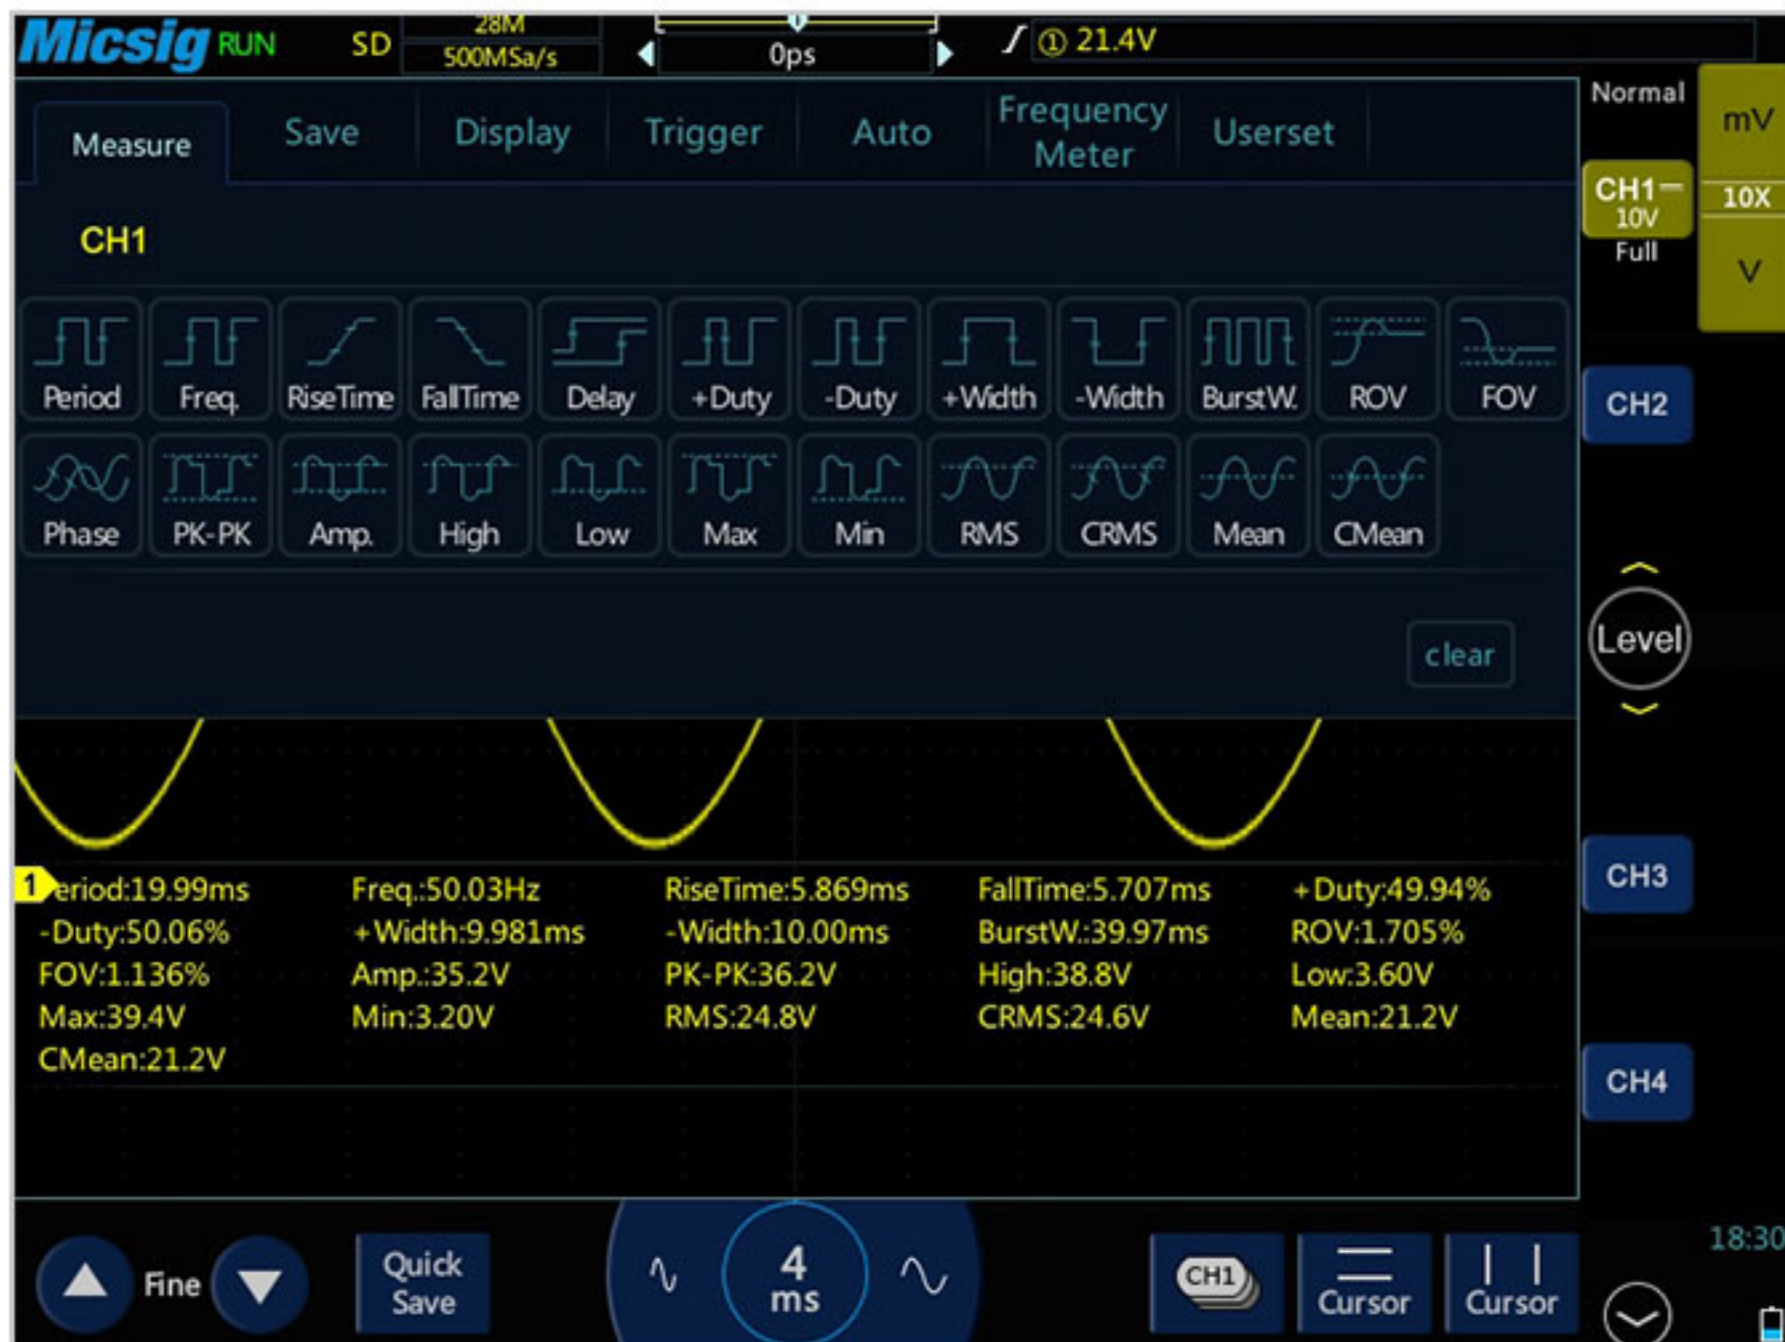 Micsig RUN SD 28M 500MSa/s 0ps ① 21.4V
Normal
mV
Measure Save Display Trigger Auto Frequency Meter Userset
CH1
10V
Full
10X
V
CH1
Period Freq. RiseTime FallTime Delay +Duty -Duty +Width -Width BurstW. ROV FOV
CH2
Phase PK-PK Amp. High Low Max Min RMS CRMS Mean CMean
Level
clear
1 eriod:19.99ms Freq.:50.03Hz RiseTime:5.869ms FallTime:5.707ms +Duty:49.94%
CH3
-Duty:50.06% +Width:9.981ms -Width:10.00ms BurstW.:39.97ms ROV:1.705%
FOV:1.136% Amp.:35.2V PK-PK:36.2V High:38.8V Low:3.60V
Max:39.4V Min:3.20V RMS:24.8V CRMS:24.6V Mean:21.2V
CMean:21.2V
CH4
18:30
Fine Quick Save 4 ms CH1 Cursor Cursor